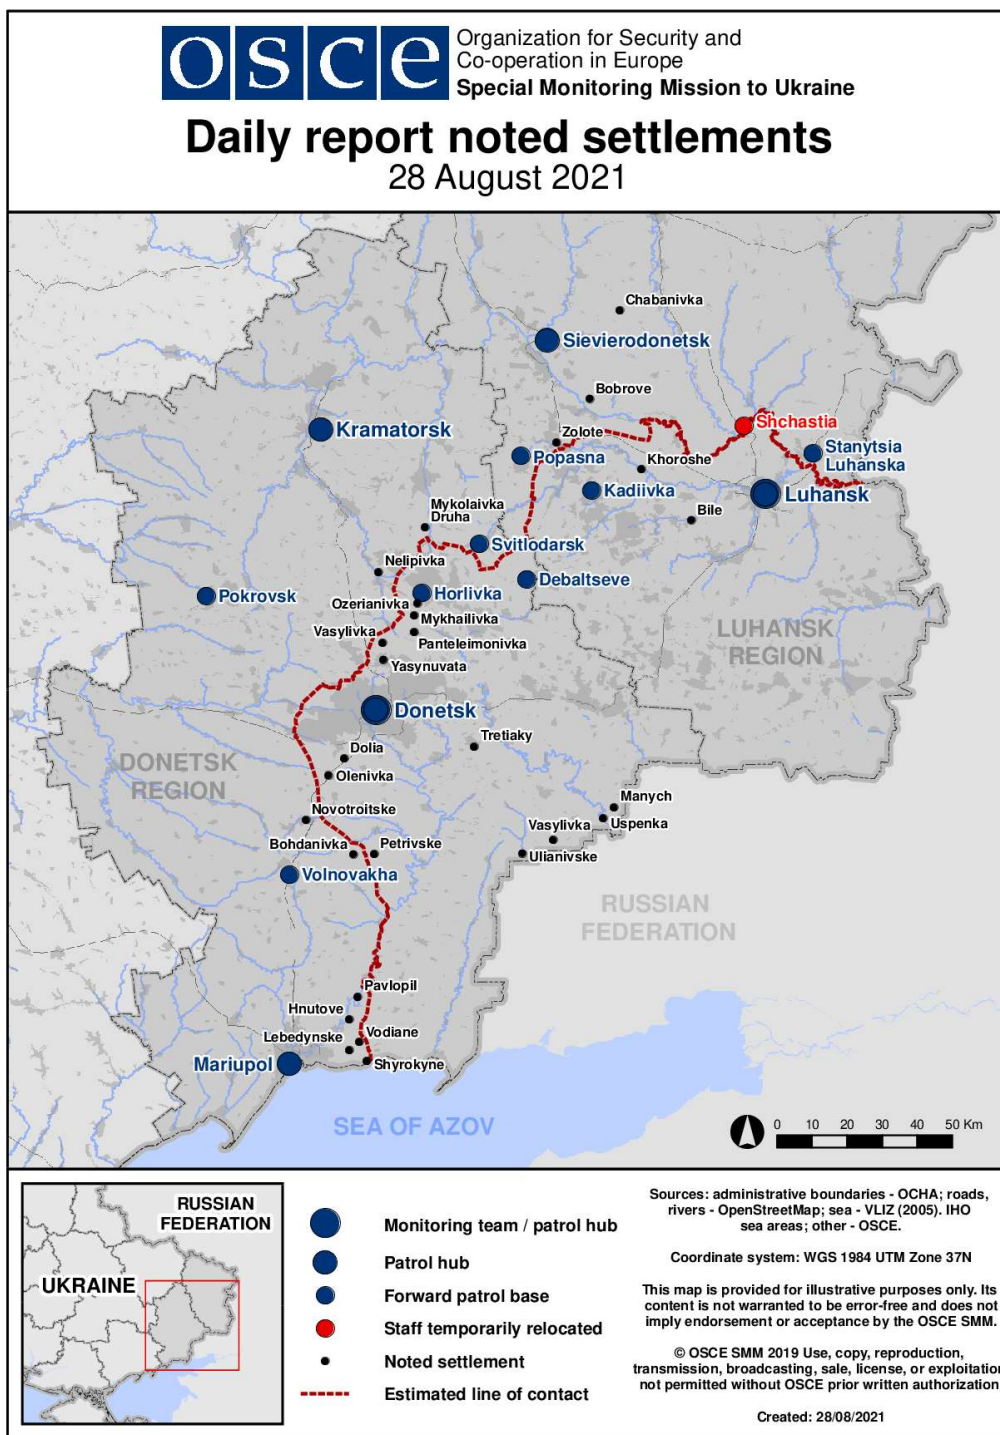 osce
Organization for Security and
Co-operation in Europe
Special Monitoring Mission to Ukraine
Daily report noted settlements
28 August 2021
Chabanivka
Sievierodonetsk
Bobrove
Kramatorsk
Zolote
Shchastia
Popasna
Khoroshe
Stanytsia
Luhanska
Kadiivka
Luhansk
Mykolaivka
Druha
Bile
Svitlodarsk
Nelipivka
Debaltseve
Pokrovsk
Horlivka
Ozerianivka
Mykhailivka
Vasylivka
Panteleimonivka
LUHANSK
REGION
Yasynuvata
Donetsk
Tretiaky
Dolia
DONETSK
REGION
Olenivka
Manych
Novotroitske
Uspenka
Vasylivka
Bohdanivka
Petrivske
Ulianivske
Volnovakha
RUSSIAN
FEDERATION
Pavlopil
Hnutove
Vodiane
Lebedynske
Shyrokyne
Mariupol
SEA OF AZOV
0 10 20 30 40 50 Km
RUSSIAN
FEDERATION
UKRAINE
Monitoring team / patrol hub
Patrol hub
Forward patrol base
Staff temporarily relocated
Noted settlement
Estimated line of contact
Sources: administrative boundaries - OCHA; roads,
rivers - OpenStreetMap; sea - VLIZ (2005). IHO
sea areas; other - OSCE.
Coordinate system: WGS 1984 UTM Zone 37N
This map is provided for illustrative purposes only. Its
content is not warranted to be error-free and does not
imply endorsement or acceptance by the OSCE SMM.
© OSCE SMM 2019 Use, copy, reproduction,
transmission, broadcasting, sale, license, or exploitation
not permitted without OSCE prior written authorization
Created: 28/08/2021